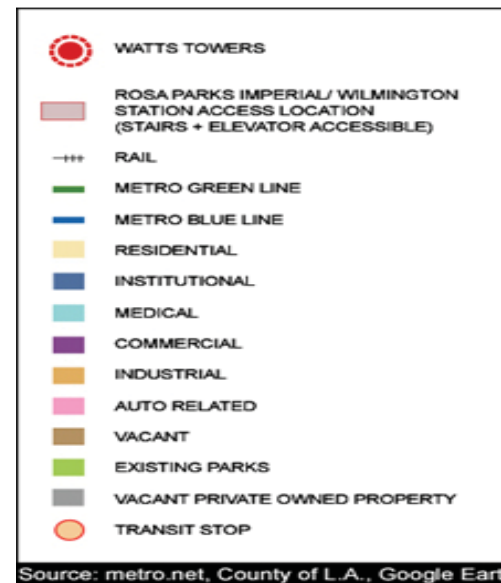 WATTS TOWERS
ROSA PARKS IMPERIAL/ WILMINGTON
STATION ACCESS LOCATION
(STAIRS + ELEVATOR ACCESSIBLE)
RAIL
METRO GREEN LINE
METRO BLUE LINE
RESIDENTIAL
INSTITUTIONAL
MEDICAL
COMMERCIAL
INDUSTRIAL
AUTO RELATED
VACANT
EXISTING PARKS
VACANT PRIVATE OWNED PROPERTY
TRANSIT STOP
Source: metro.net, County of L.A., Google Eart